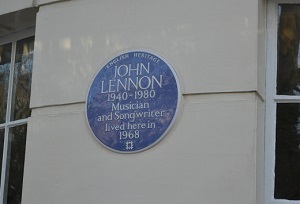 ENGLISH HERITAGE
JOHN
LENNON
1940-1980
Musician
and Songwriter
lived here in
1968